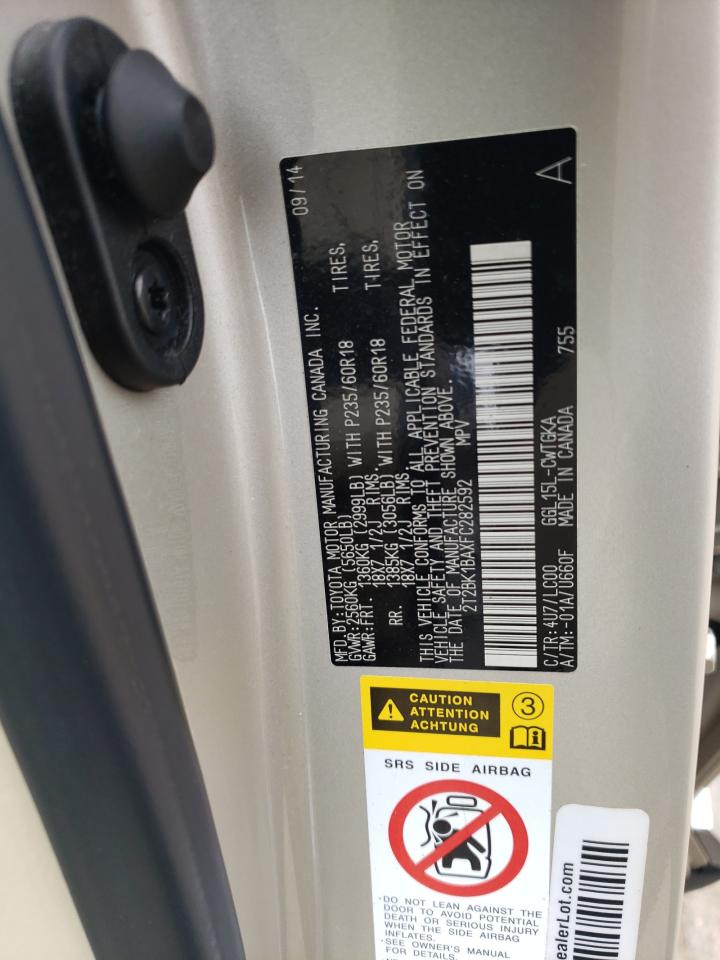 MFD.BY:TOYOTA MOTOR MANUFACTURING CANADA INC. 09/14
GVWR:2560KG (5650LB)
GAWR:FRT. 1360KG (2999LB) WITH P235/60R18 TIRES,
18X7 1/2J RIMS.
RR. 1385KG (3056LB) WITH P235/60R18 TIRES,
18X7 1/2J RIMS.
THIS VEHICLE CONFORMS TO ALL APPLICABLE FEDERAL MOTOR
VEHICLE SAFETY AND THEFT PREVENTION STANDARDS IN EFFECT ON
THE DATE OF MANUFACTURE SHOWN ABOVE.
2T2BK1BAXFC282592 MPV
C/TR:4U7/LC00 GGL15L-CWTGKA 755 A
A/TM:-01A/U660F MADE IN CANADA
CAUTION
ATTENTION
ACHTUNG
3
SRS SIDE AIRBAG
·DO NOT LEAN AGAINST THE
DOOR TO AVOID POTENTIAL
DEATH OR SERIOUS INJURY
WHEN THE SIDE AIRBAG
INFLATES.
·SEE OWNER'S MANUAL
FOR MORE DETAILS.
ealerLot.com